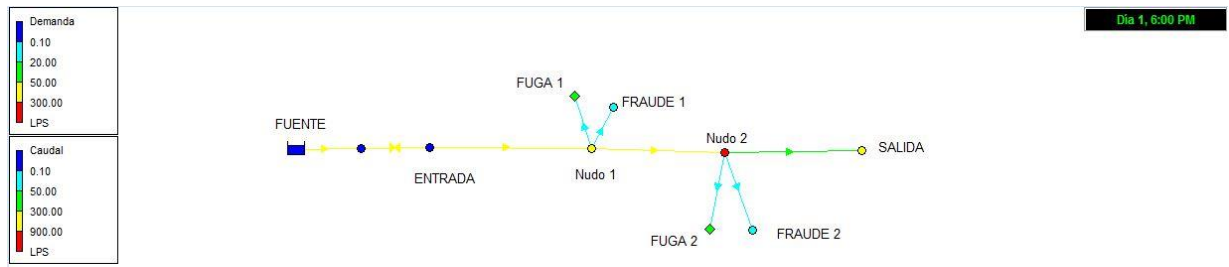 Demanda
0.10
20.00
50.00
300.00
LPS
Caudal
0.10
50.00
300.00
900.00
LPS
Dia 1, 6:00 PM
FUENTE
ENTRADA
FUGA 1
FRAUDE 1
Nudo 1
Nudo 2
SALIDA
FUGA 2
FRAUDE 2